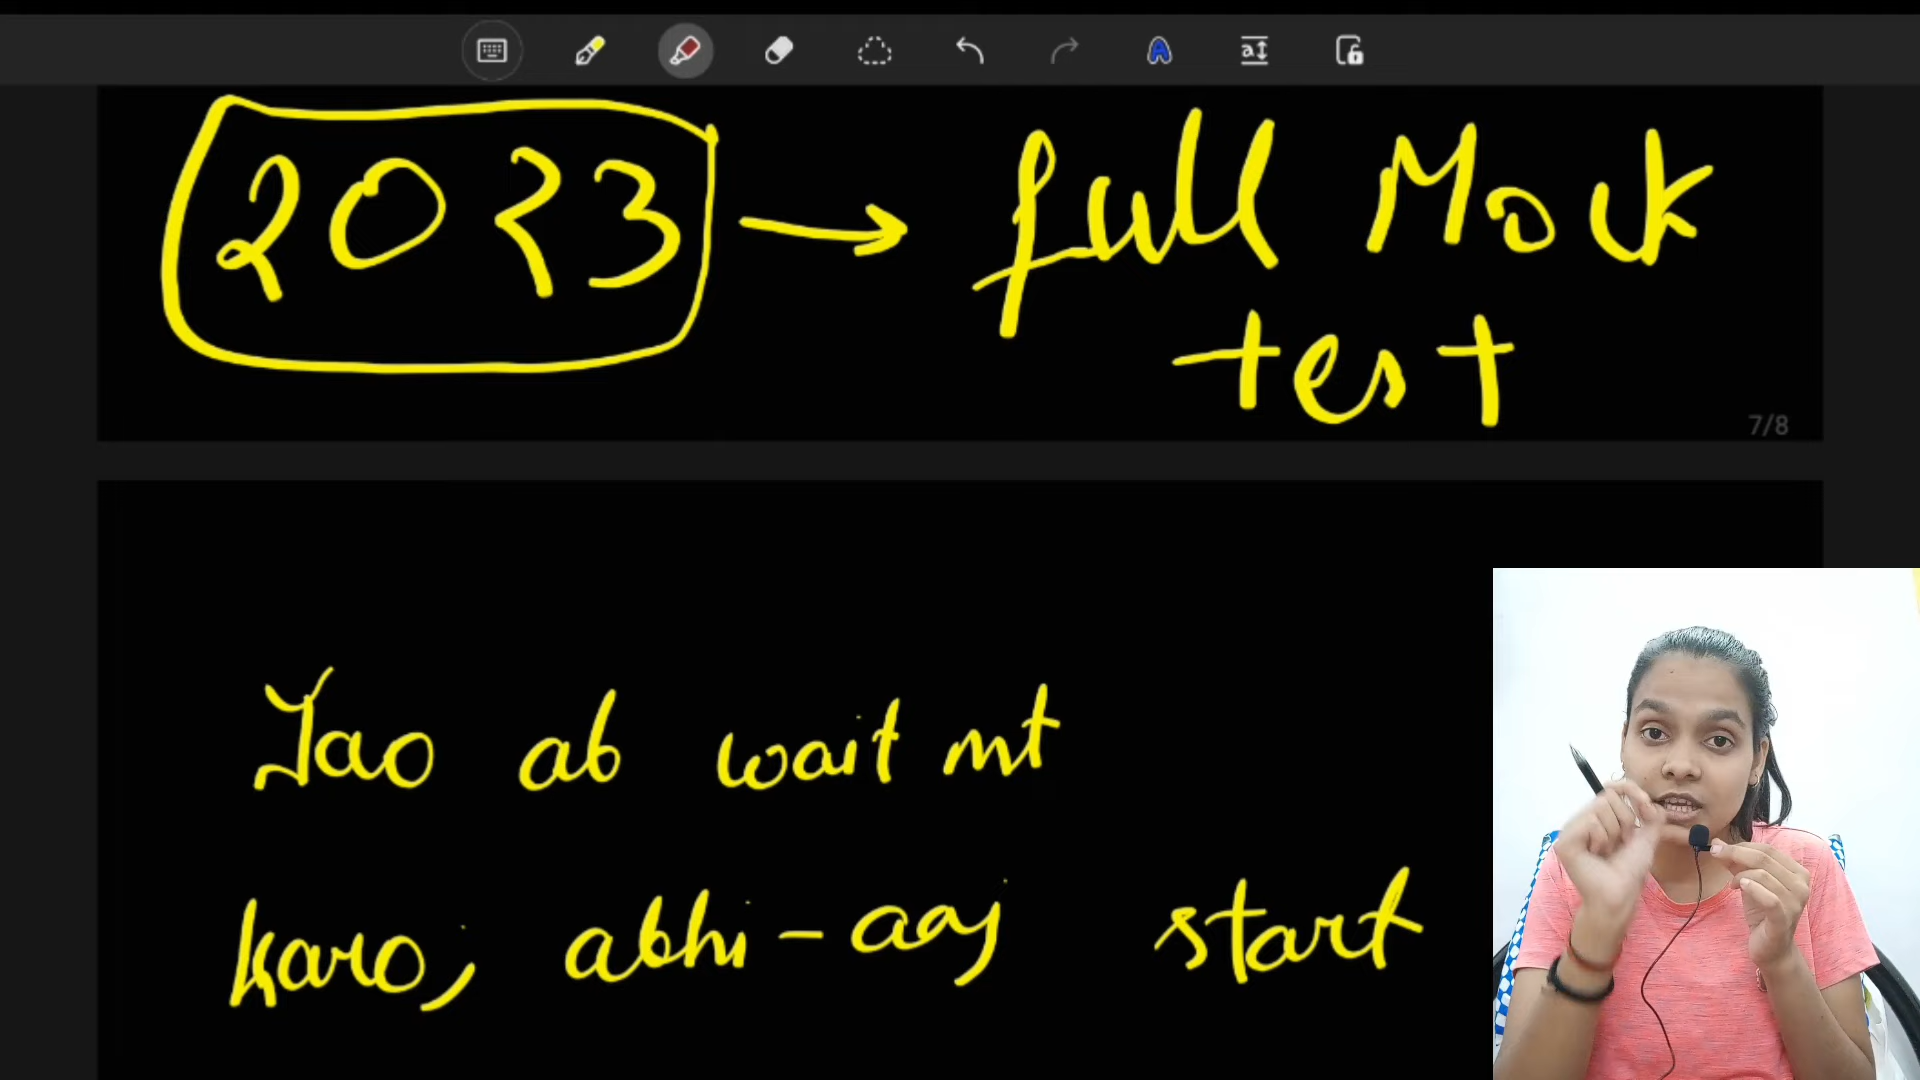 2023 → full Mock
test
7/8
Jao ab wait mt
karo, abhi - aaj start